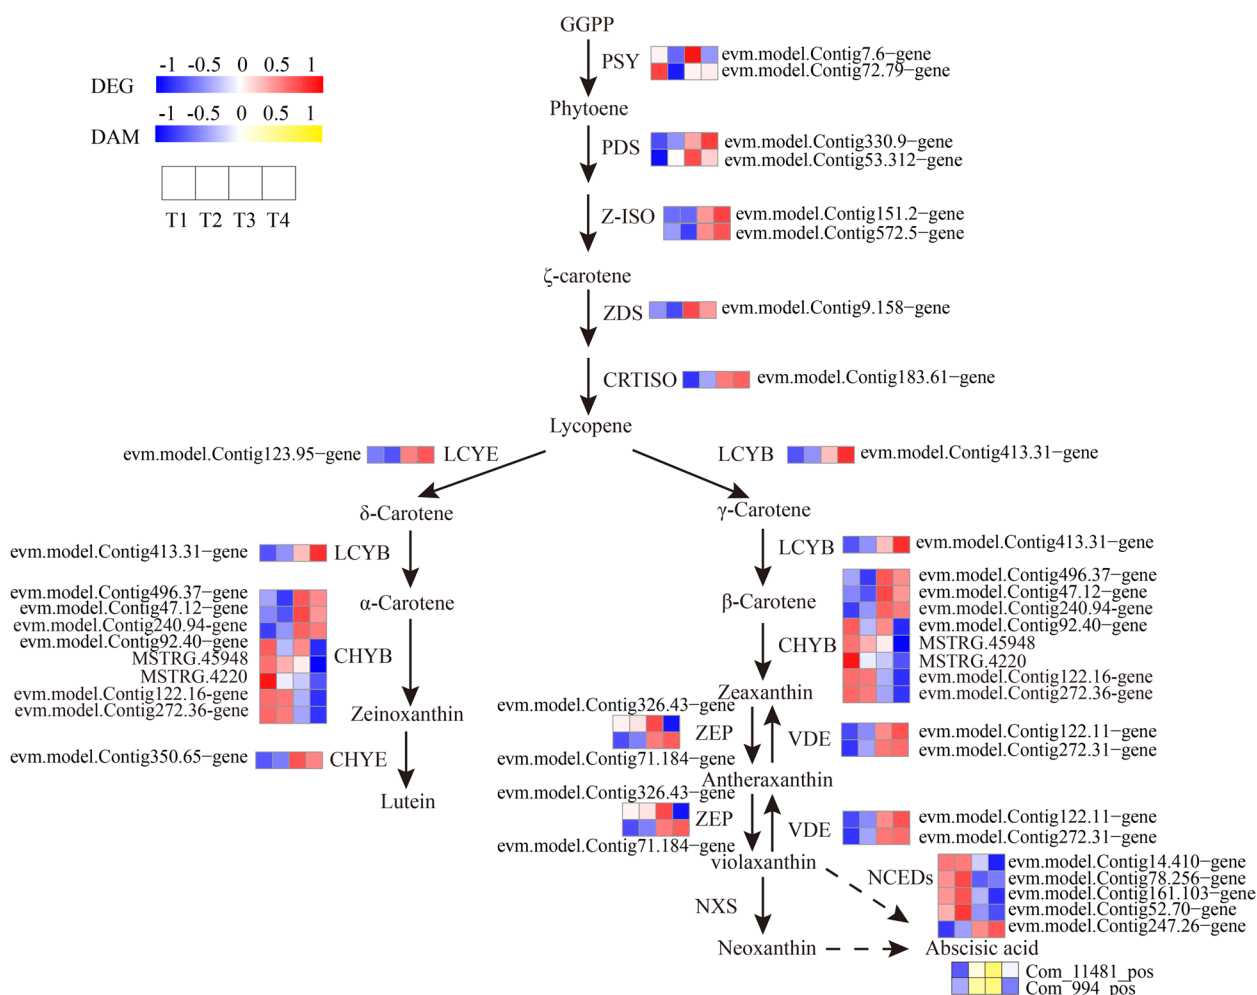 GGPP
DEG
-1 -0.5 0 0.5 1
DAM
-1 -0.5 0 0.5 1
T1 T2 T3 T4
PSY
evm.model.Contig7.6−gene
evm.model.Contig72.79−gene
Phytoene
PDS
evm.model.Contig330.9−gene
evm.model.Contig53.312−gene
Z-ISO
evm.model.Contig151.2−gene
evm.model.Contig572.5−gene
ζ-carotene
ZDS
evm.model.Contig9.158−gene
CRTISO
evm.model.Contig183.61−gene
Lycopene
evm.model.Contig123.95−gene
LCYE
LCYB
evm.model.Contig413.31−gene
δ-Carotene
evm.model.Contig413.31−gene
LCYB
α-Carotene
evm.model.Contig496.37−gene
evm.model.Contig47.12−gene
evm.model.Contig240.94-gene
evm.model.Contig92.40−gene
MSTRG.45948
MSTRG.4220
evm.model.Contig122.16−gene
evm.model.Contig272.36-gene
CHYB
Zeinoxanthin
evm.model.Contig350.65−gene
CHYE
Lutein
γ-Carotene
LCYB
evm.model.Contig413.31−gene
β-Carotene
CHYB
evm.model.Contig496.37−gene
evm.model.Contig47.12−gene
evm.model.Contig240.94-gene
evm.model.Contig92.40−gene
MSTRG.45948
MSTRG.4220
evm.model.Contig122.16−gene
evm.model.Contig272.36−gene
Zeaxanthin
evm.model.Contig326.43−gene
ZEP
evm.model.Contig71.184−gene
VDE
evm.model.Contig122.11−gene
evm.model.Contig272.31−gene
Antheraxanthin
evm.model.Contig326.43−gene
ZEP
evm.model.Contig71.184−gene
VDE
evm.model.Contig122.11−gene
evm.model.Contig272.31−gene
violaxanthin
NCEDs
evm.model.Contig14.410−gene
evm.model.Contig78.256−gene
evm.model.Contig161.103−gene
evm.model.Contig52.70−gene
evm.model.Contig247.26−gene
NXS
Neoxanthin
Abscisic acid
Com_11481_pos
Com_994_pos